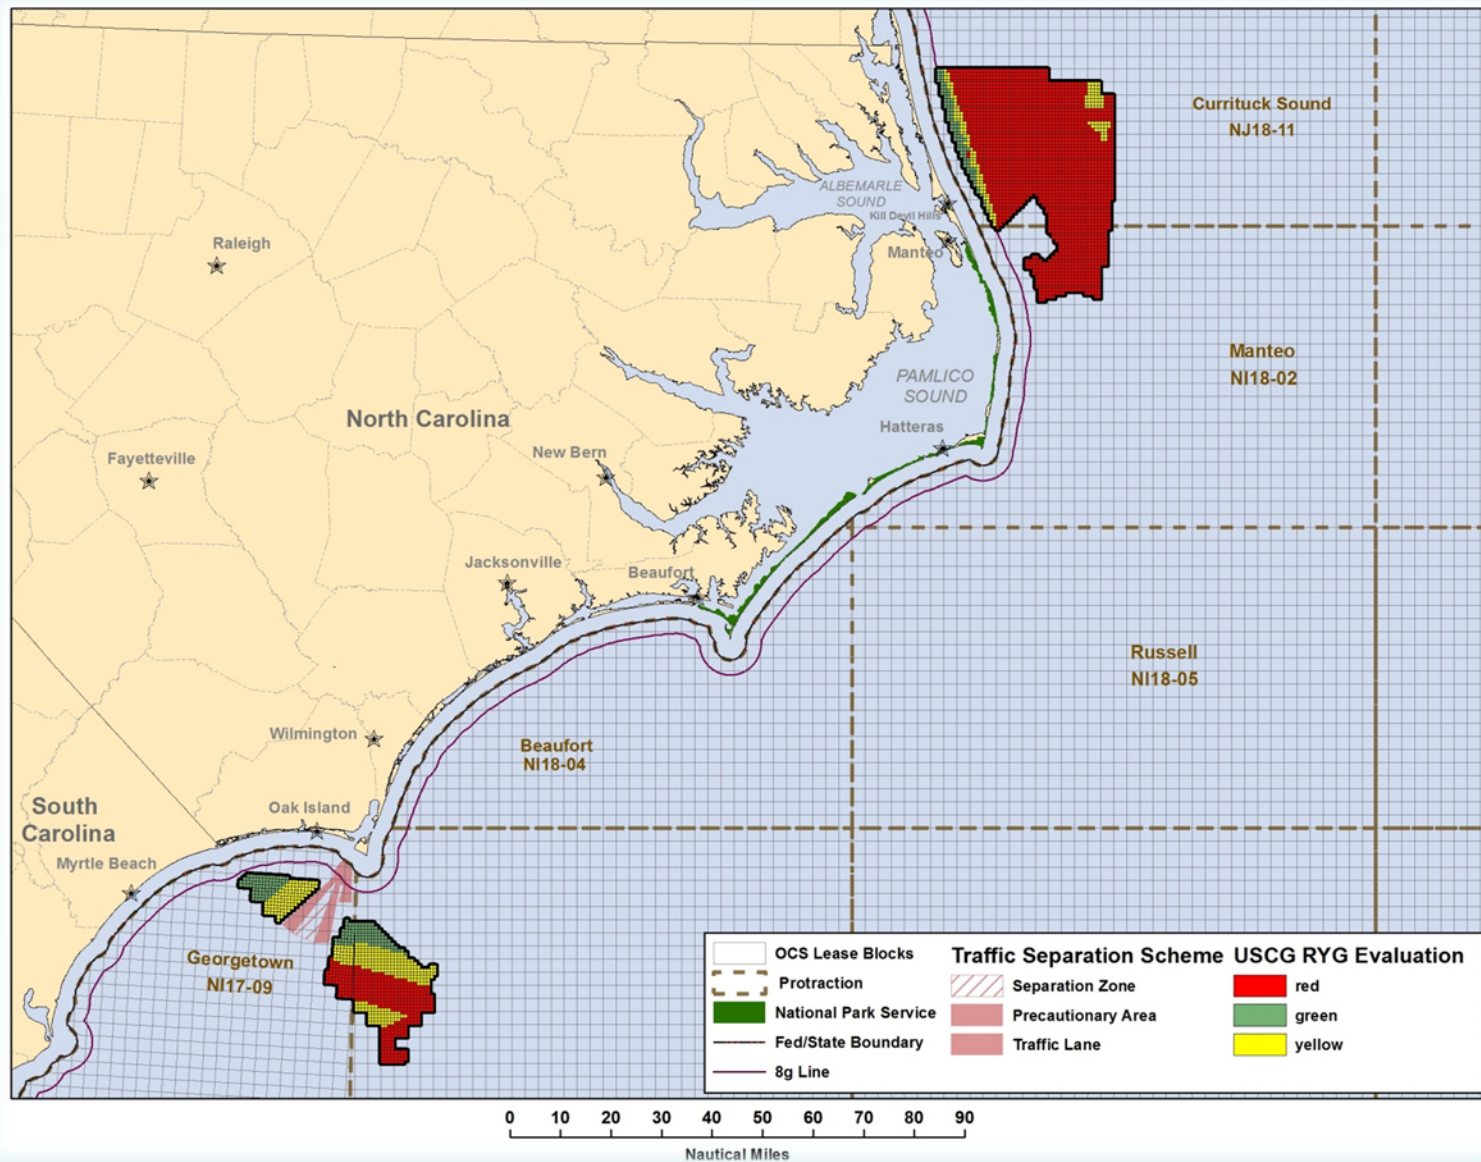 Currituck Sound
NJ18-11
ALBEMARLE
SOUND
Kill Devil Hills
Raleigh
Manteo
Manteo
NI18-02
PAMLICO
SOUND
North Carolina
Hatteras
New Bern
Fayetteville
Jacksonville
Beaufort
Russell
NI18-05
Wilmington
Beaufort
NI18-04
South
Carolina
Oak Island
Myrtle Beach
Georgetown
NI17-09
OCS Lease Blocks
Protraction
National Park Service
Fed/State Boundary
8g Line
Traffic Separation Scheme
Separation Zone
Precautionary Area
Traffic Lane
USCG RYG Evaluation
red
green
yellow
0 10 20 30 40 50 60 70 80 90
Nautical Miles